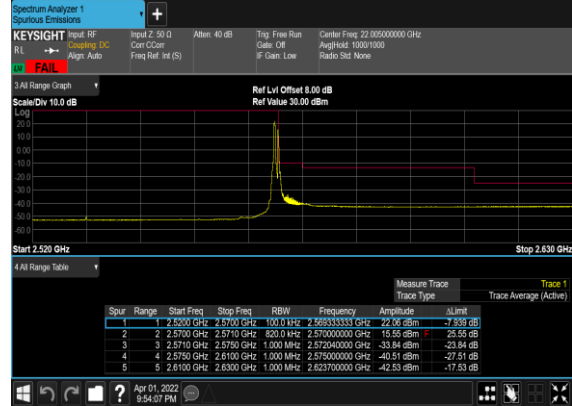 Spectrum Analyzer 1
Spurious Emissions
+
KEYSIGHT Input: RF Input Z: 50 Ω Atten: 40 dB Trig: Free Run Center Freq: 22.005000000 GHz
RL Coupling: DC Corr CCorr Gate: Off Avg|Hold: 1000/1000
Align: Auto Freq Ref: Int (S) IF Gain: Low Radio Std: None
LW FAIL
3 All Range Graph
Ref Lvl Offset 8.00 dB
Scale/Div 10.0 dB Ref Value 30.00 dBm
Log
20.0
10.0
0.00
-10.0
-20.0
-30.0
-40.0
-50.0
-60.0
Start 2.520 GHz Stop 2.630 GHz
4 All Range Table
Measure Trace Trace 1
Trace Type Trace Average (Active)
Spur Range Start Freq Stop Freq RBW Frequency Amplitude ΔLimit
1 1 2.5200 GHz 2.5700 GHz 100.0 kHz 2.569333333 GHz 22.06 dBm -7.939 dB
2 2 2.5700 GHz 2.5710 GHz 820.0 kHz 2.570000000 GHz 15.55 dBm F 25.55 dB
3 3 2.5710 GHz 2.5750 GHz 1.000 MHz 2.572040000 GHz -33.84 dBm -23.84 dB
4 4 2.5750 GHz 2.6100 GHz 1.000 MHz 2.575000000 GHz -40.51 dBm -27.51 dB
5 5 2.6100 GHz 2.6300 GHz 1.000 MHz 2.623700000 GHz -42.53 dBm -17.53 dB
? Apr 01, 2022
9:54:07 PM